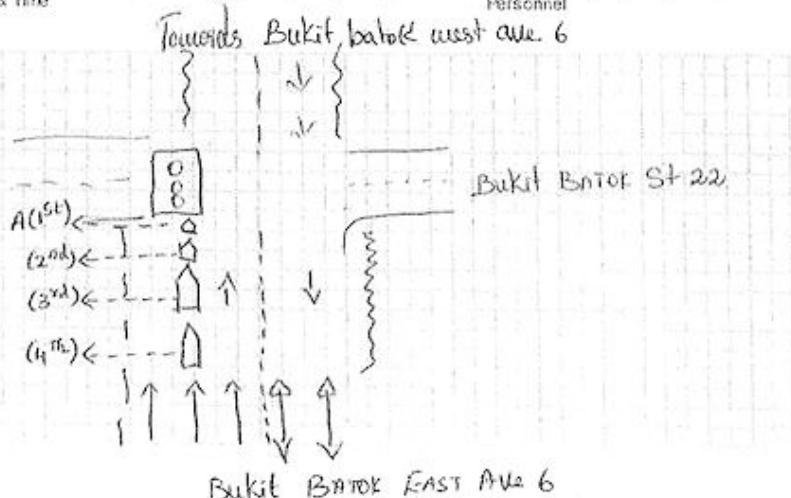 Time
Personnel
Towards Bukit batok west ave 6
Bukit BATOK St 22
A(1st)
(2nd)
(3rd)
(4th)
Bukit BATOK EAST AVE 6